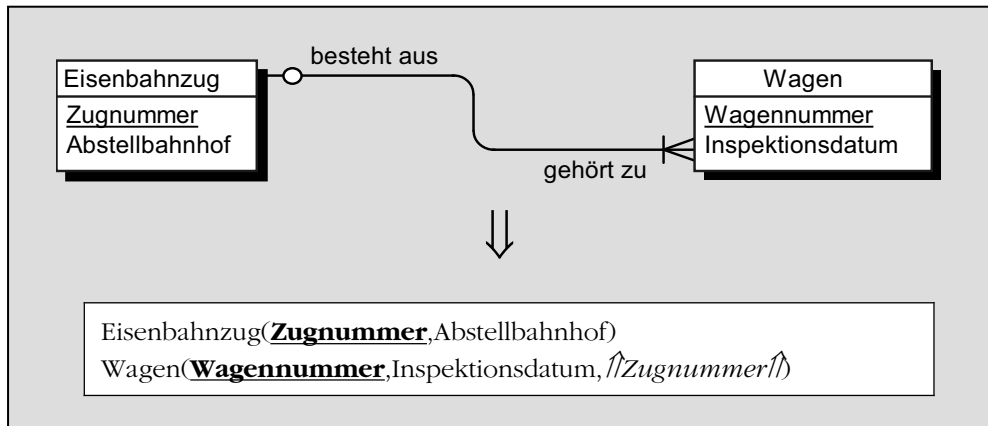 besteht aus
Eisenbahnzug
Zugnummer
Abstellbahnhof
Wagen
Wagennummer
Inspektionsdatum
gehört zu
Eisenbahnzug(Zugnummer,Abstellbahnhof)
Wagen(Wagennummer,Inspektionsdatum,⇑Zugnummer⇑)